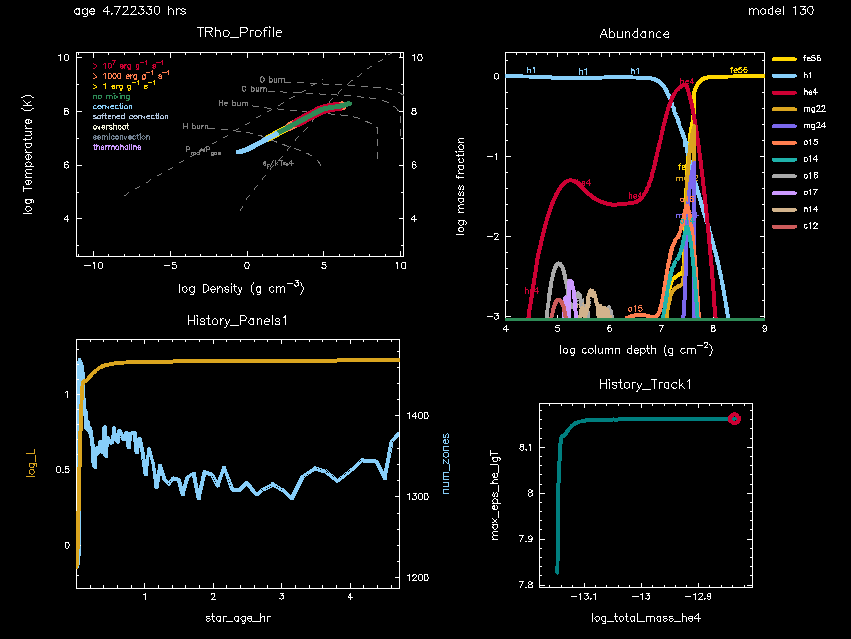 age 4.722330 hrs
model 130
TRho_Profile
10
8
6
4
10
8
6
4
−10
−5
0
5
10
log Temperature (K)
log Density (g cm⁻³)
> 10⁷ erg g⁻¹ s⁻¹
> 1000 erg g⁻¹ s⁻¹
> 1 erg g⁻¹ s⁻¹
no mixing
convection
softened convection
overshoot
semiconvection
thermohaline
O burn
C burn
He burn
H burn
Abundance
0
−1
−2
−3
4
5
6
7
8
9
log mass fraction
log column depth (g cm⁻²)
h1
h1
h1
he4
fe56
he4
he4
he4
o15
fe56
h1
he4
mg22
mg24
o15
o14
o16
o17
n14
c12
History_Panels1
1
0.5
0
1400
1300
1200
1
2
3
4
log_L
num_zones
star_age_hr
History_Track1
8.1
8
7.9
7.8
−13.1
−13
−12.9
max_eps_he_lgT
log_total_mass_he4